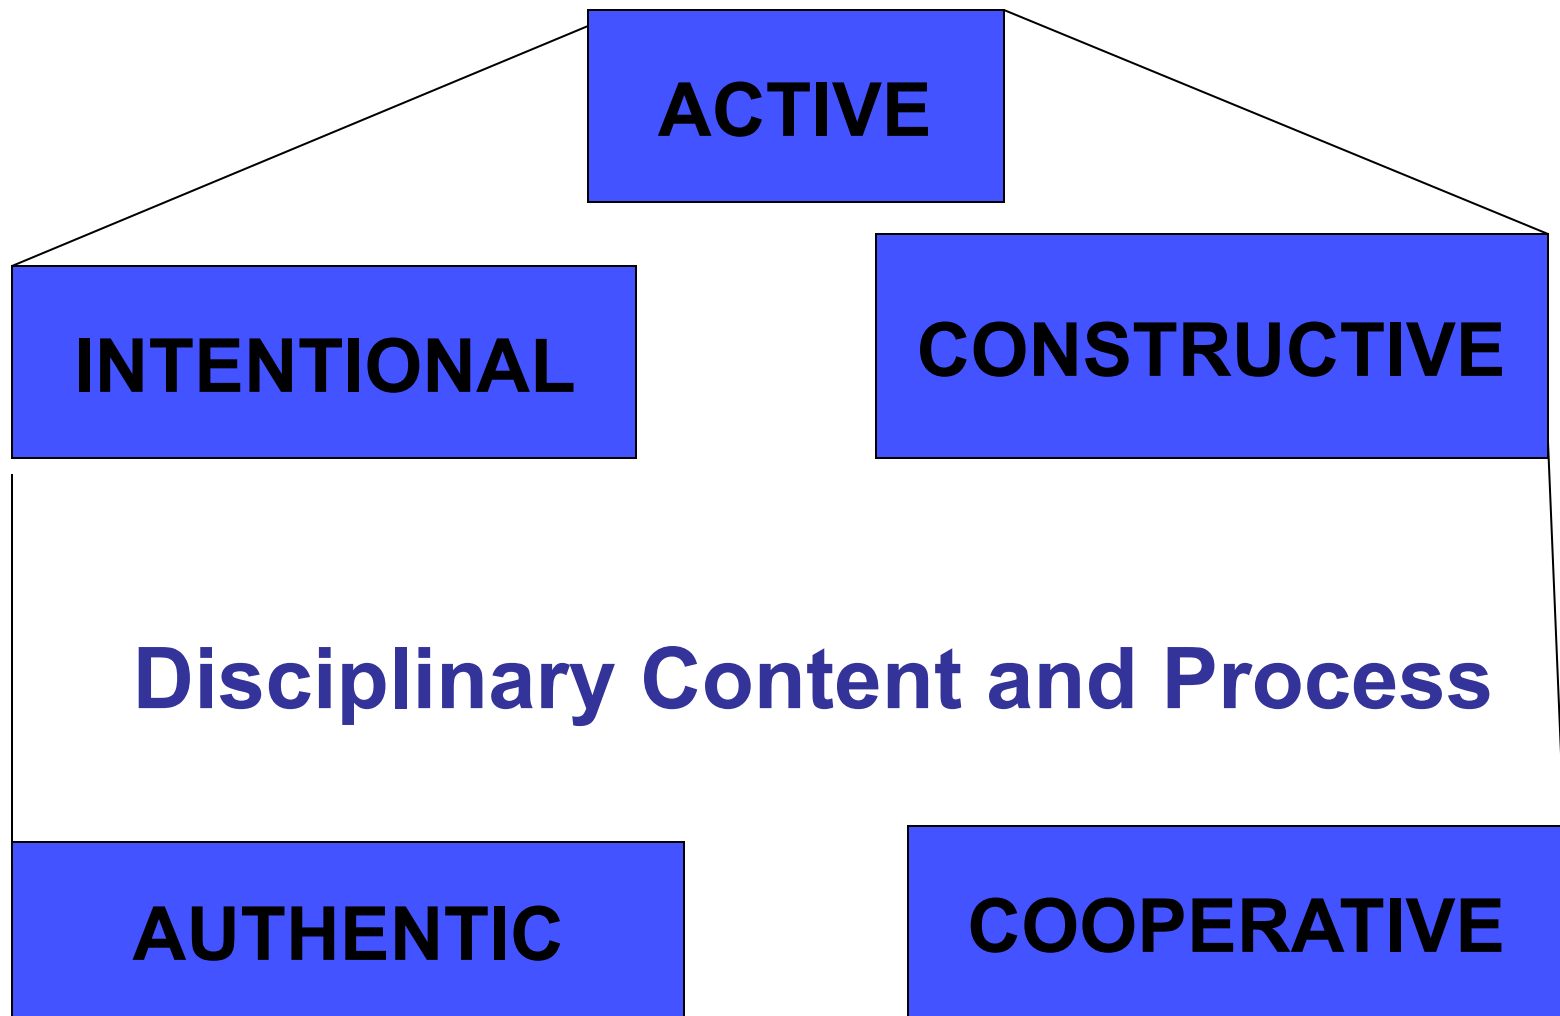 ACTIVE
INTENTIONAL
CONSTRUCTIVE
Disciplinary Content and Process
AUTHENTIC
COOPERATIVE